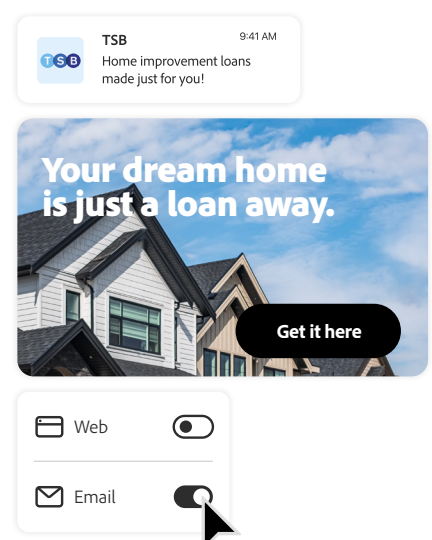 TSB
TSB
9:41 AM
Home improvement loans
made just for you!
Your dream home
is just a loan away.
Get it here
Web
Email